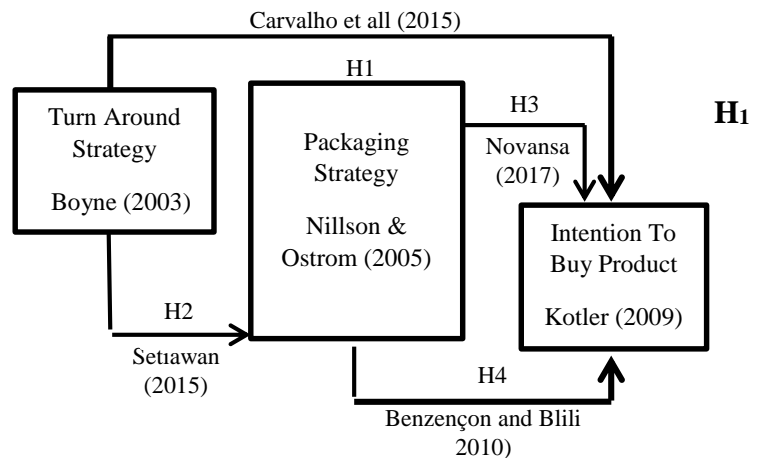 Carvalho et all (2015)
H1
Turn Around
Strategy
Boyne (2003)
Packaging
Strategy
Nillson &
Ostrom (2005)
H3
Novansa
(2017)
H1
Intention To
Buy Product
Kotler (2009)
H2
Setiawan
(2015)
H4
Benzençon and Blili
2010)